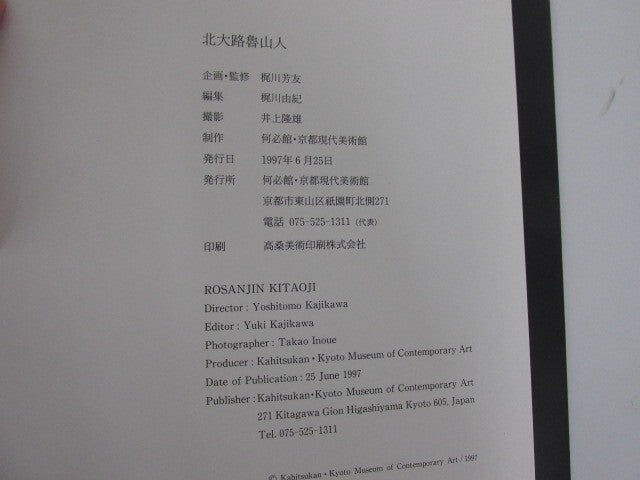 北大路魯山人
企画・監修 梶川芳友
編集 梶川由紀
撮影 井上隆雄
制作 何必館・京都現代美術館
発行日 1997年6月25日
発行所 何必館・京都現代美術館
京都市東山区祇園町北側271
電話 075-525-1311 (代表)
印刷 高桑美術印刷株式会社
ROSANJIN KITAOJI
Director : Yoshitomo Kajikawa
Editor : Yuki Kajikawa
Photographer : Takao Inoue
Producer : Kahitsukan・Kyoto Museum of Contemporary Art
Date of Publication : 25 June 1997
Publisher : Kahitsukan・Kyoto Museum of Contemporary Art
271 Kitagawa Gion Higashiyama Kyoto 605, Japan
Tel. 075-525-1311
© Kahitsukan・Kyoto Museum of Contemporary Art / 1997